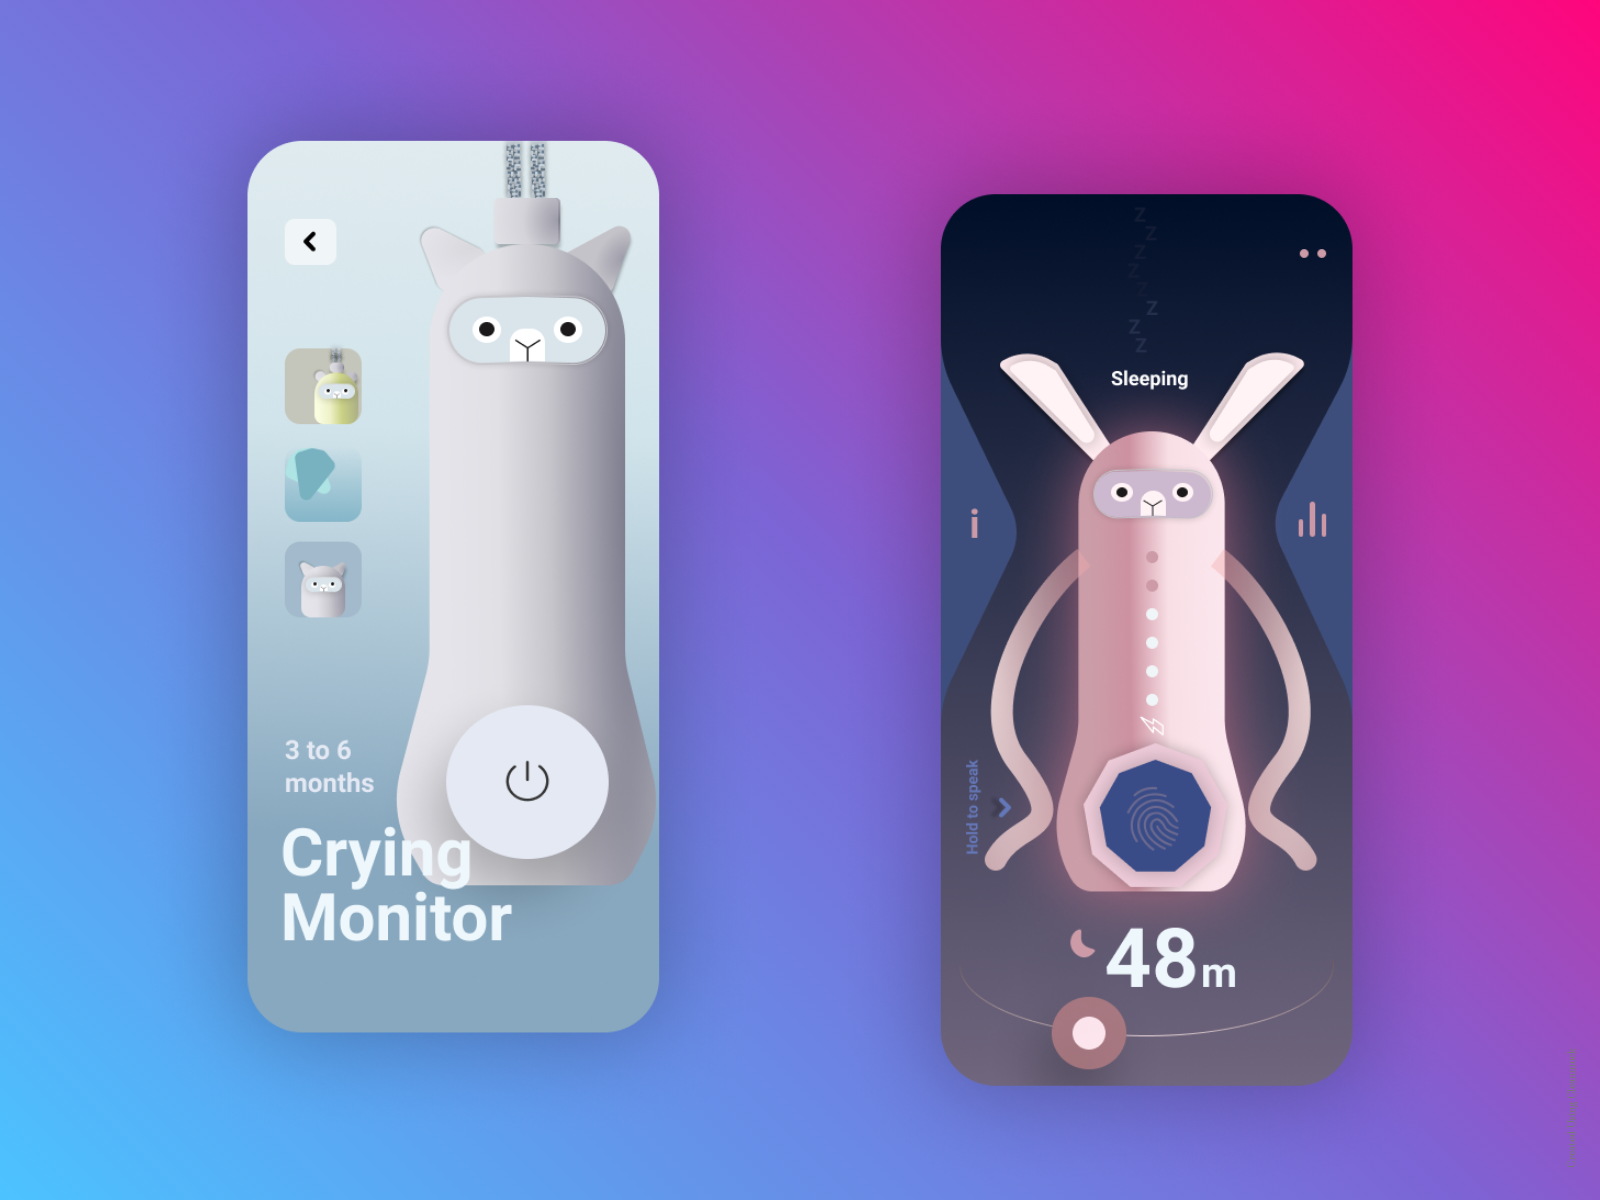 3 to 6
months
Crying
Monitor
z
z
z
z
z
z
z
z
Sleeping
i
Hold to speak
48m